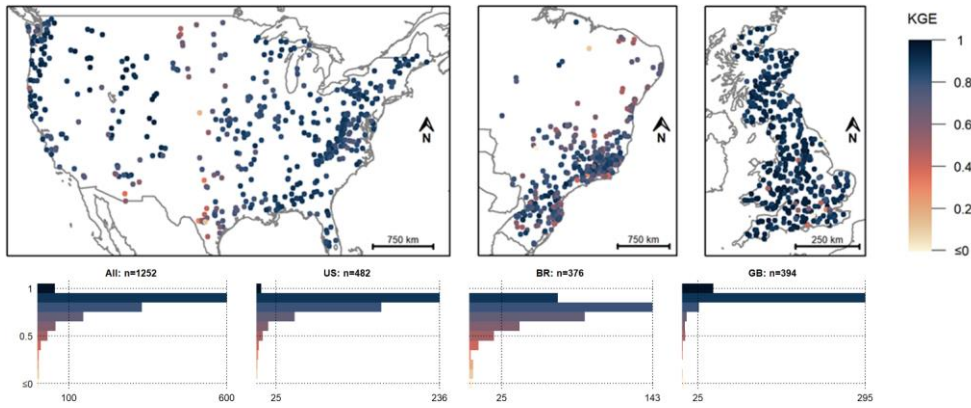 KGE
1
0.8
0.6
0.4
0.2
≤0
N
750 km
N
750 km
N
250 km
All: n=1252
US: n=482
BR: n=376
GB: n=394
1
0.5
≤0
100
600
25
236
25
143
25
295